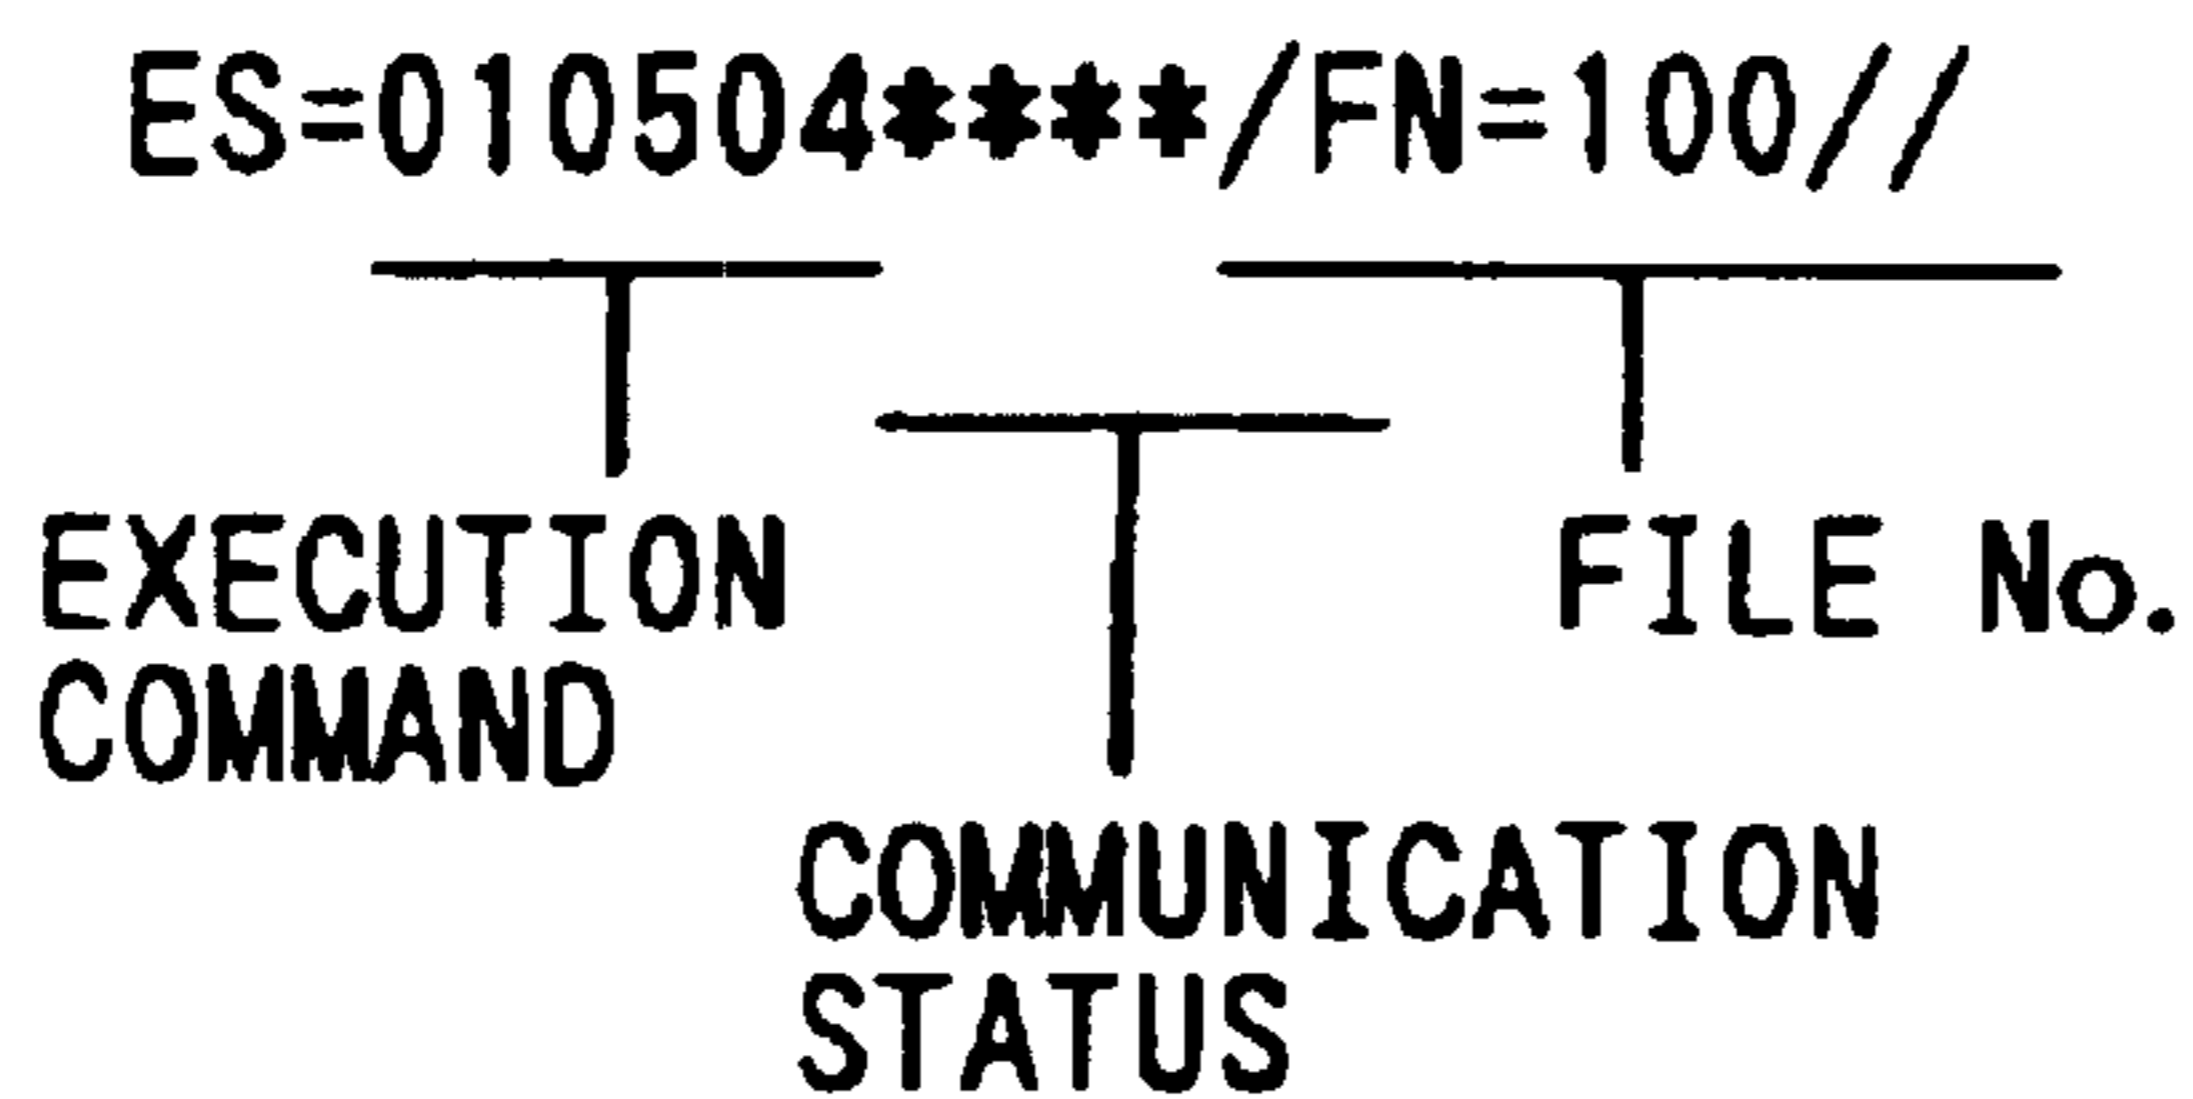 ES=010504****/FN=100//
EXECUTION
COMMAND
FILE No.
COMMUNICATION
STATUS